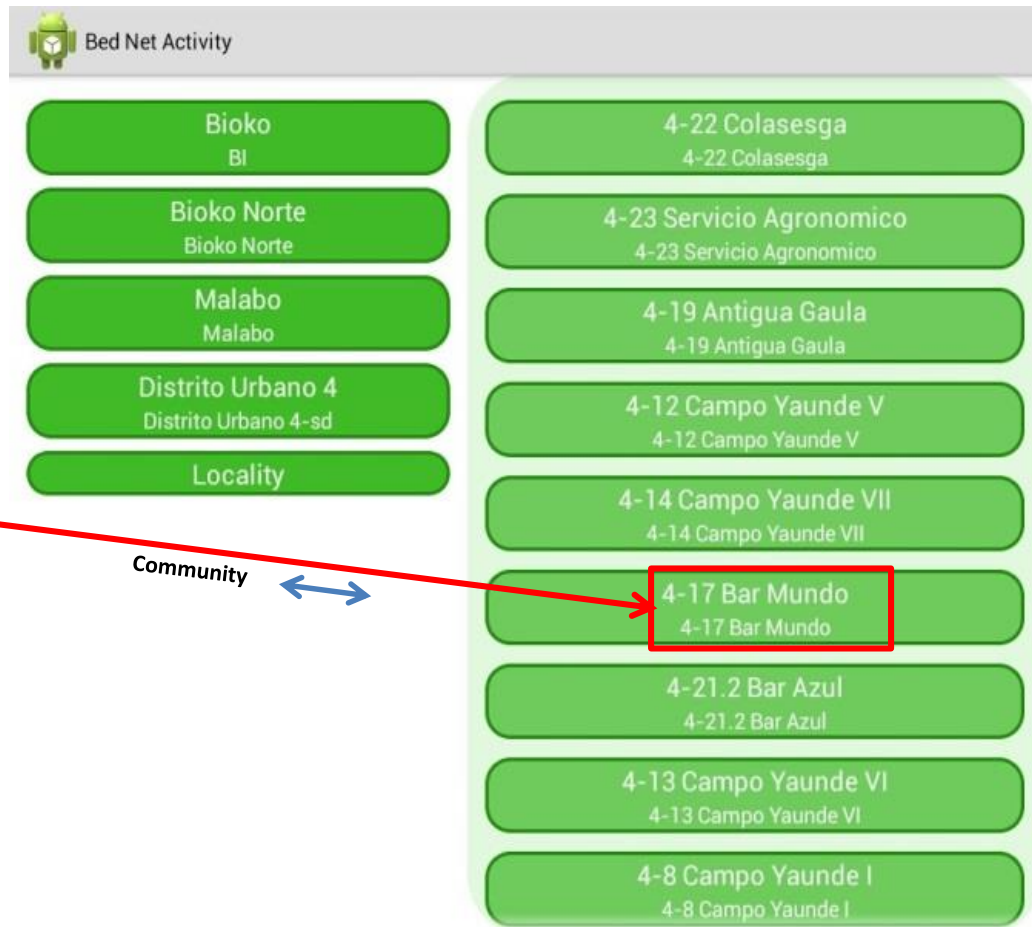 Bed Net Activity
Bioko
BI
Bioko Norte
Bioko Norte
Malabo
Malabo
Distrito Urbano 4
Distrito Urbano 4-sd
Locality
Community
4-22 Colasesga
4-22 Colasesga
4-23 Servicio Agronomico
4-23 Servicio Agronomico
4-19 Antigua Gaula
4-19 Antigua Gaula
4-12 Campo Yaunde V
4-12 Campo Yaunde V
4-14 Campo Yaunde VII
4-14 Campo Yaunde VII
4-17 Bar Mundo
4-17 Bar Mundo
4-21.2 Bar Azul
4-21.2 Bar Azul
4-13 Campo Yaunde VI
4-13 Campo Yaunde VI
4-8 Campo Yaunde I
4-8 Campo Yaunde I